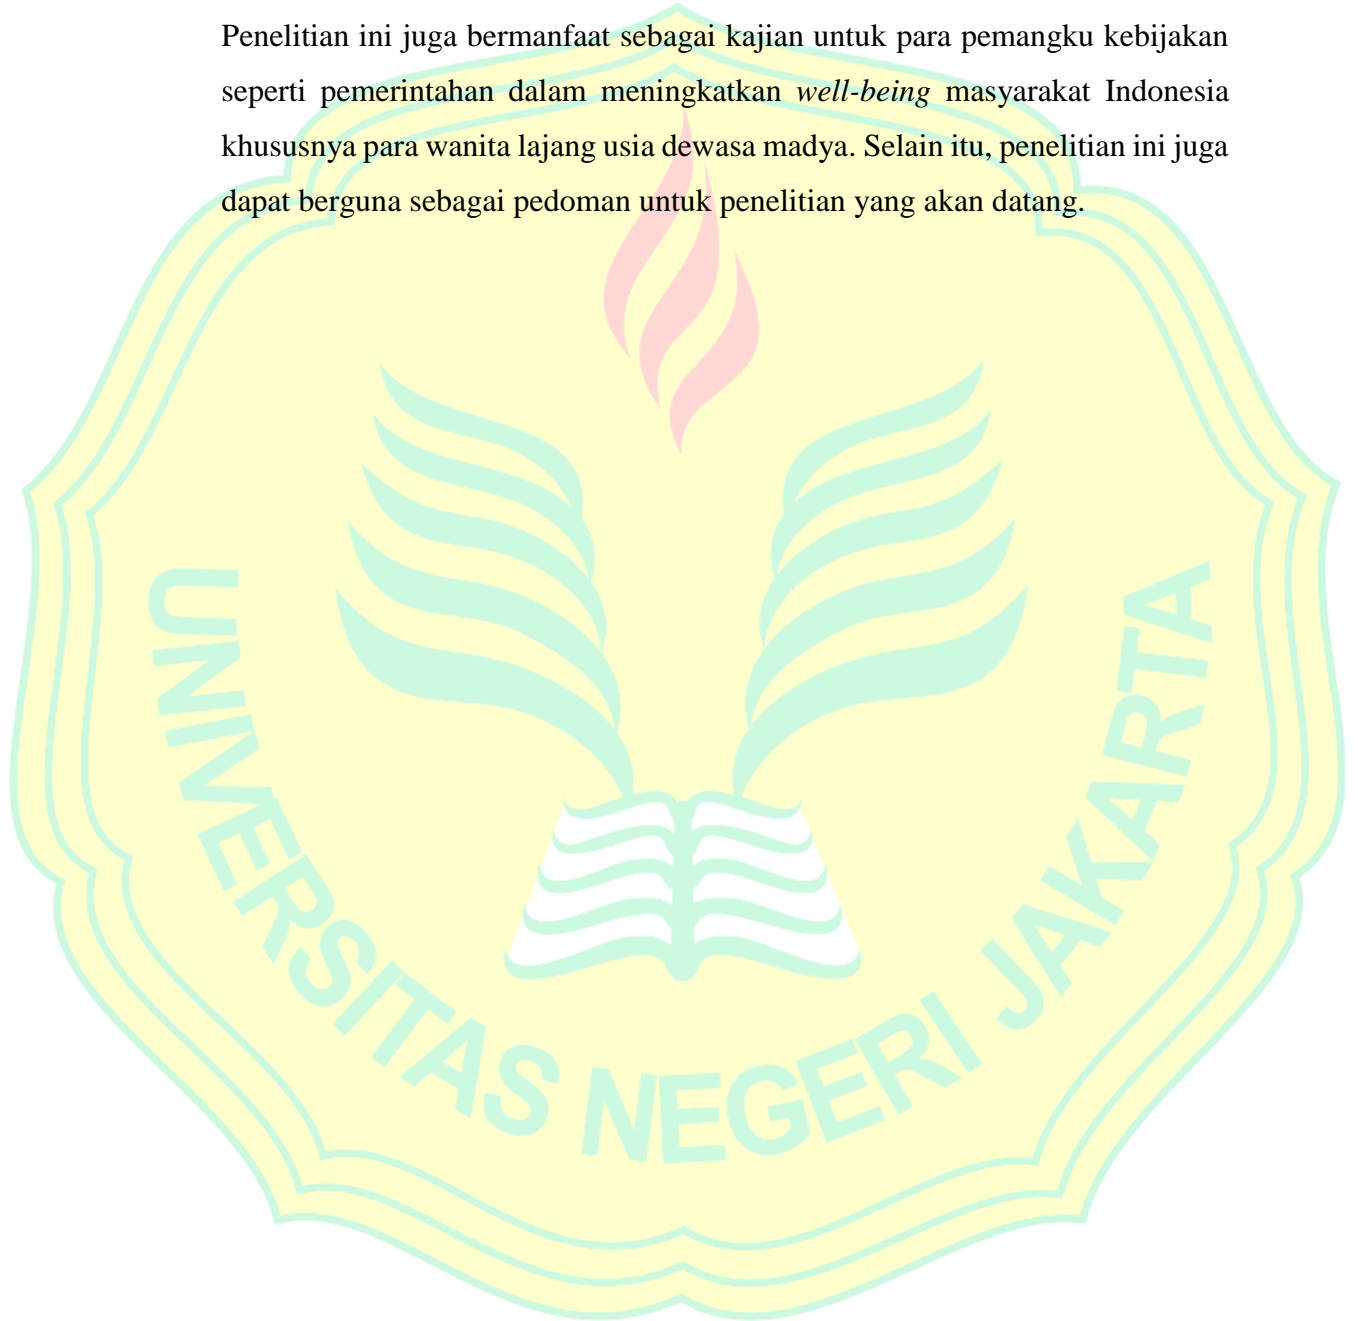 Penelitian ini juga bermanfaat sebagai kajian untuk para pemangku kebijakan
seperti pemerintahan dalam meningkatkan well-being masyarakat Indonesia
khususnya para wanita lajang usia dewasa madya. Selain itu, penelitian ini juga
dapat berguna sebagai pedoman untuk penelitian yang akan datang.
UNIVERSITAS NEGERI JAKARTA